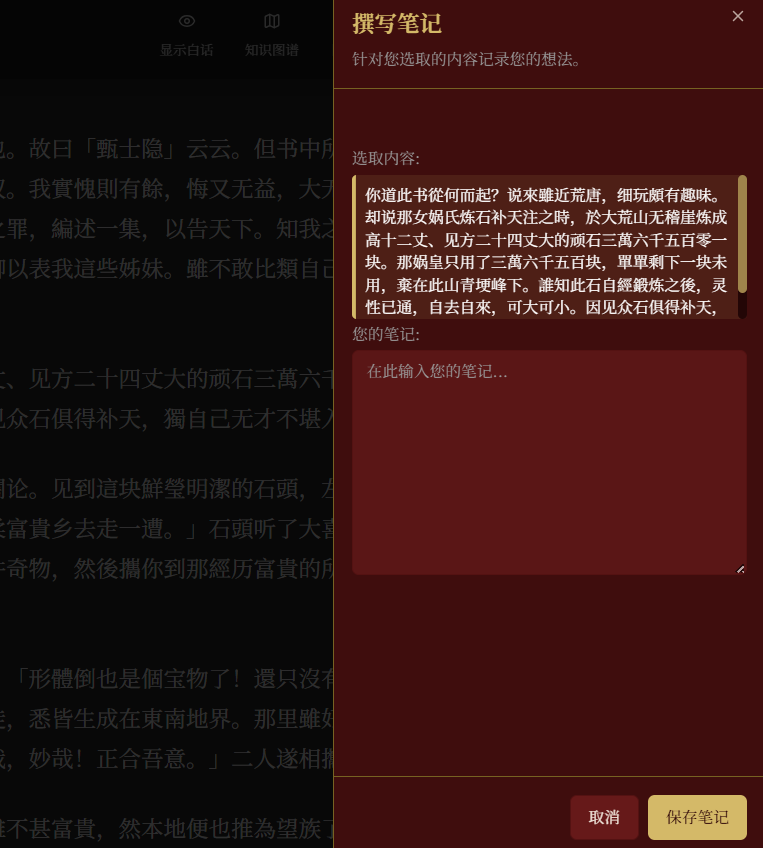 显示白话
知识图谱
也。故曰「甄士隐」云云。但书中所
叹。我實愧則有餘，悔又无益，大
之罪，編述一集，以告天下。知我之
即以表我這些姊妹。雖不敢比類自己
丈、见方二十四丈大的顽石三萬六千
见众石俱得补天，獨自己无才不堪入
阔论。见到這块鮮瑩明潔的石頭，
柔富貴乡去走一遭。」石頭听了大喜
件奇物，然後攜你到那經历富貴的所
「形體倒也是個宝物了！還只沒有
走，悉皆生成在東南地界。那里雖好
哉，妙哉！正合吾意。」二人遂相攜
雖不甚富貴，然本地便也推為望族了
撰写笔记
针对您选取的内容记录您的想法。
选取内容:
你道此书從何而起？说來雖近荒唐，细玩頗有趣味。
却说那女娲氏炼石补天注之時，於大荒山无稽崖炼成
高十二丈、见方二十四丈大的顽石三萬六千五百零一
块。那娲皇只用了三萬六千五百块，單單剩下一块未
用，棄在此山青埂峰下。誰知此石自經鍛炼之後，灵
性已通，自去自來，可大可小。因见众石俱得补天，
您的笔记:
在此输入您的笔记...
取消
保存笔记